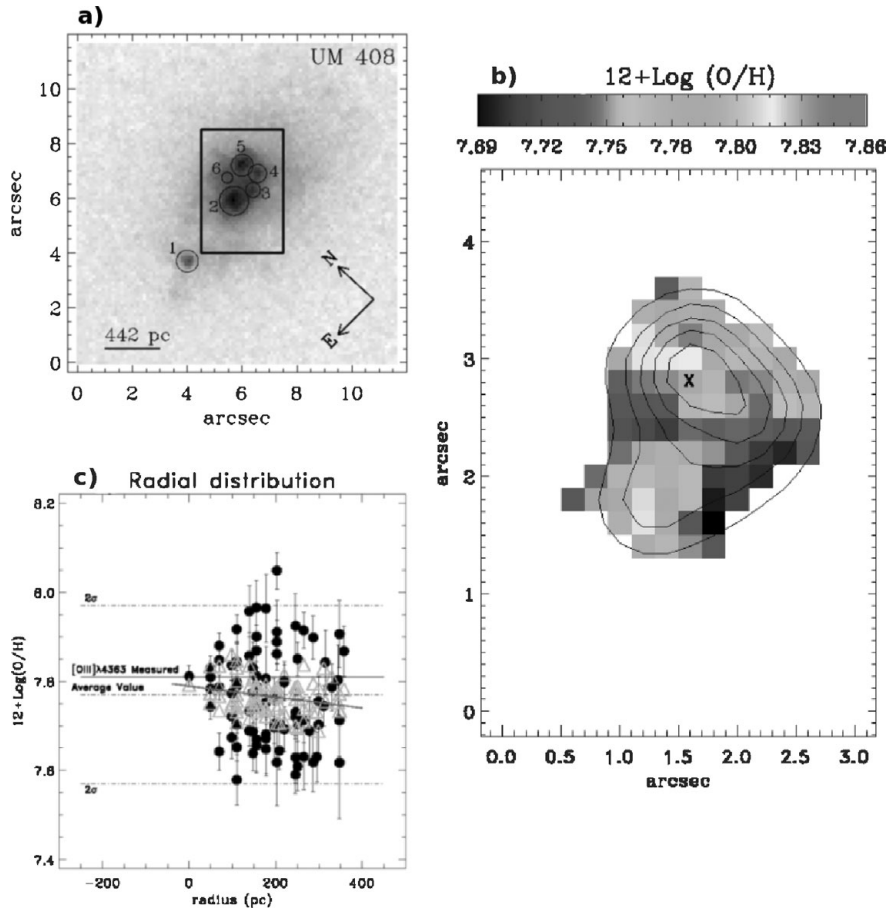 a)
UM 408
arcsec
10
8
6
4
2
0
5
6
4
3
2
1
N
E
442 pc
0 2 4 6 8 10
arcsec
b)
12+Log (O/H)
7.69 7.72 7.75 7.78 7.80 7.83 7.86
arcsec
4
3
2
1
0
X
0.0 0.5 1.0 1.5 2.0 2.5 3.0
arcsec
c)
Radial distribution
12+Log(O/H)
8.2
8.0
7.8
7.6
7.4
2σ
[OIII]λ4363 Measured
Average Value
2σ
-200 0 200 400
radius (pc)